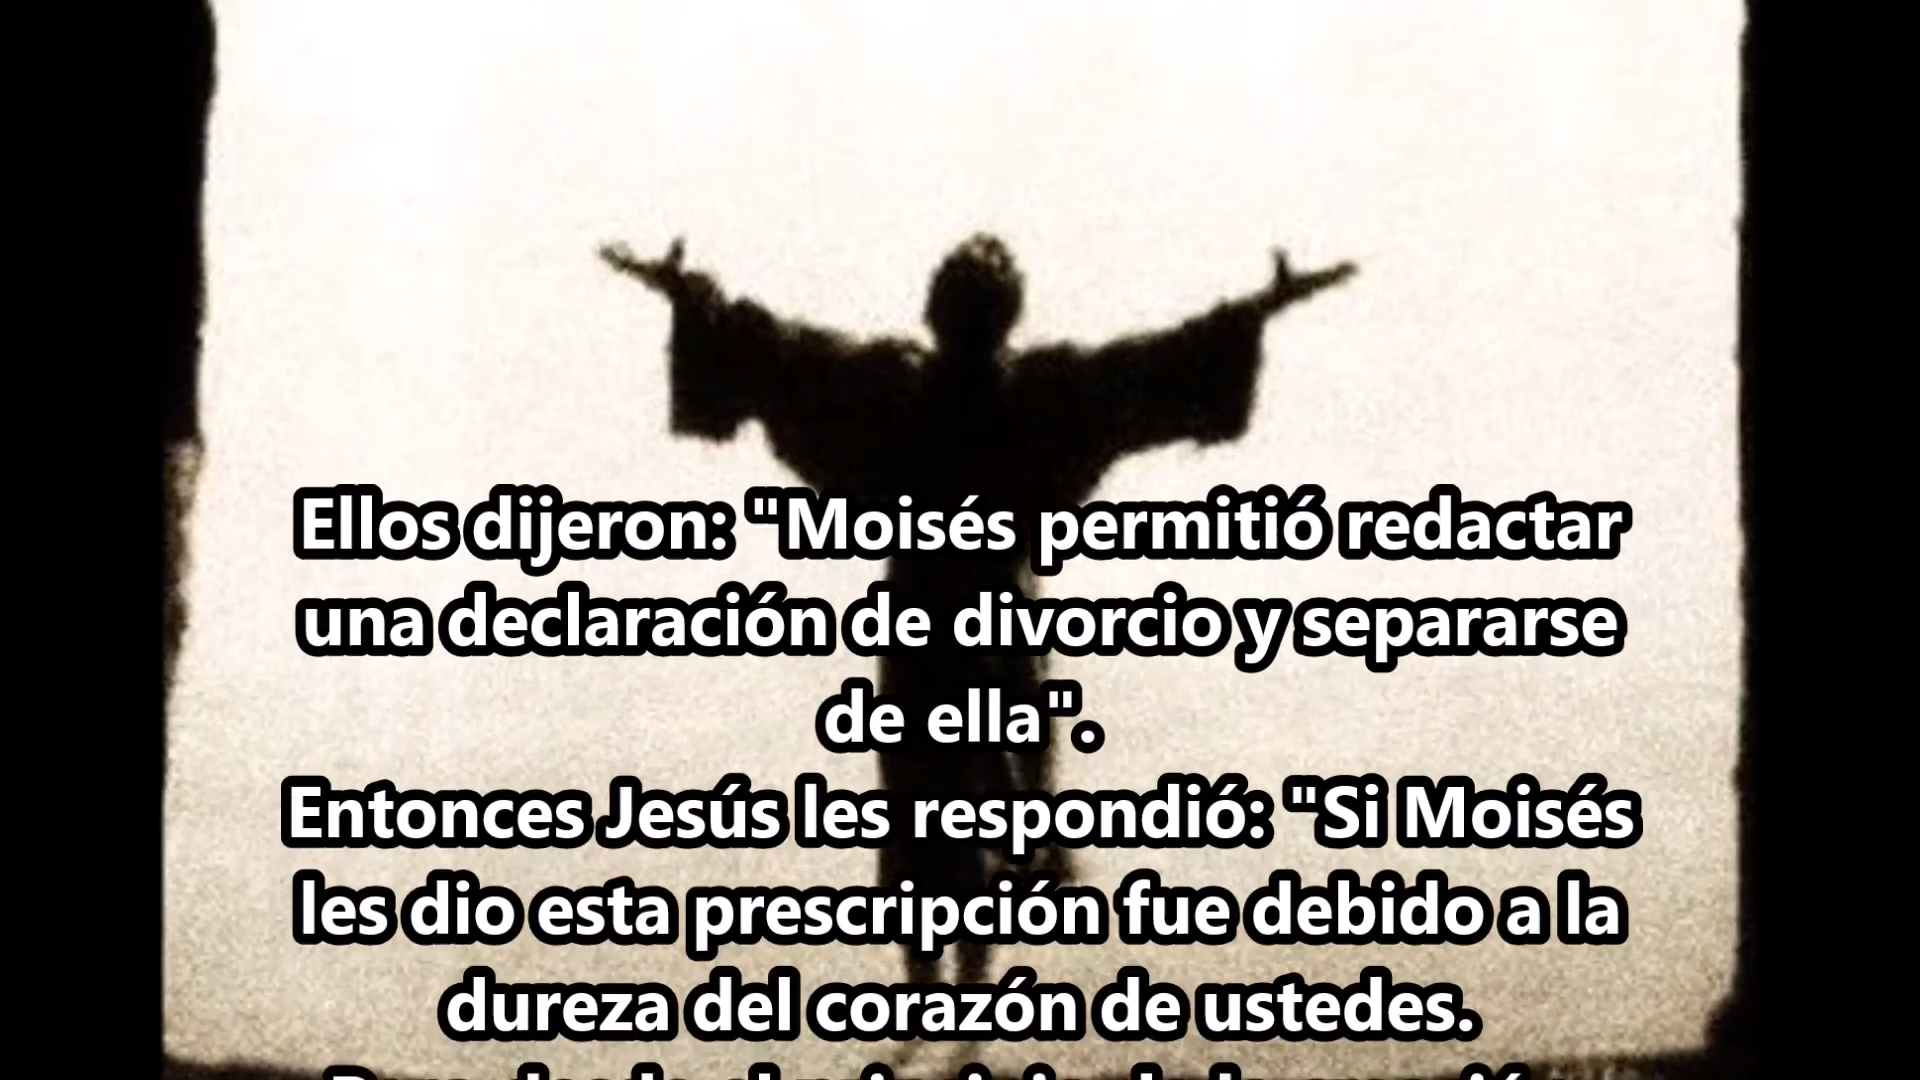 Ellos dijeron: "Moisés permitió redactar
una declaración de divorcio y separarse
de ella".
Entonces Jesús les respondió: "Si Moisés
les dio esta prescripción fue debido a la
dureza del corazón de ustedes.